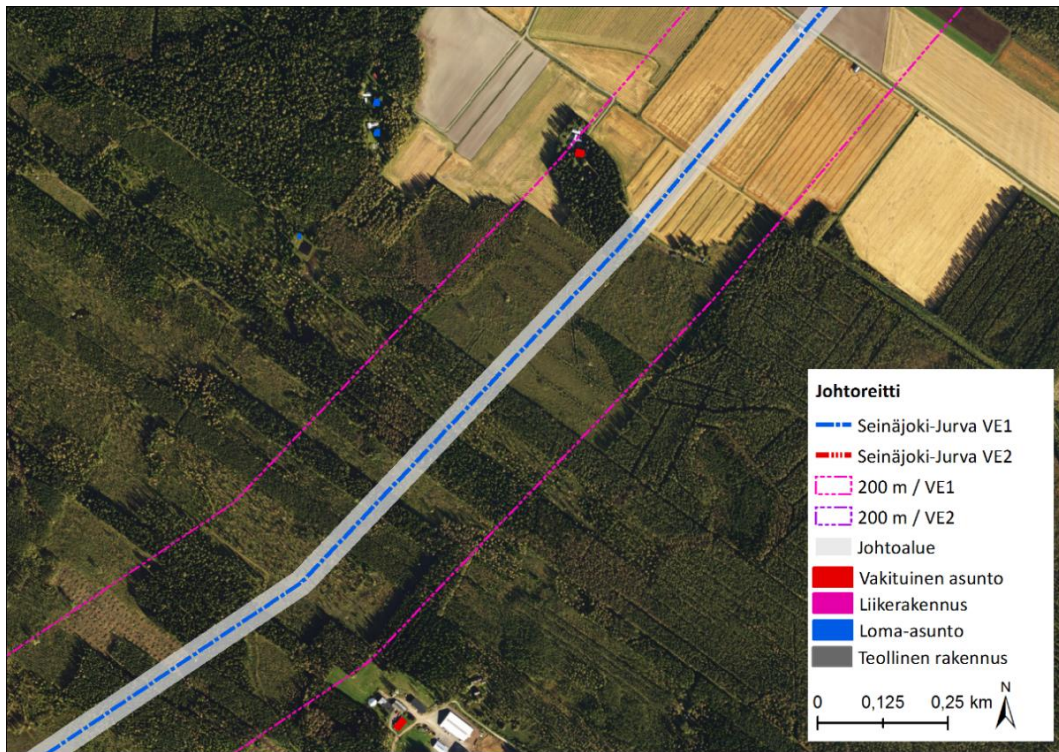 Johtoreitti
Seinäjoki-Jurva VE1
Seinäjoki-Jurva VE2
200 m / VE1
200 m / VE2
Johtoalue
Vakituinen asunto
Liikerakennus
Loma-asunto
Teollinen rakennus
0 0,125 0,25 km N